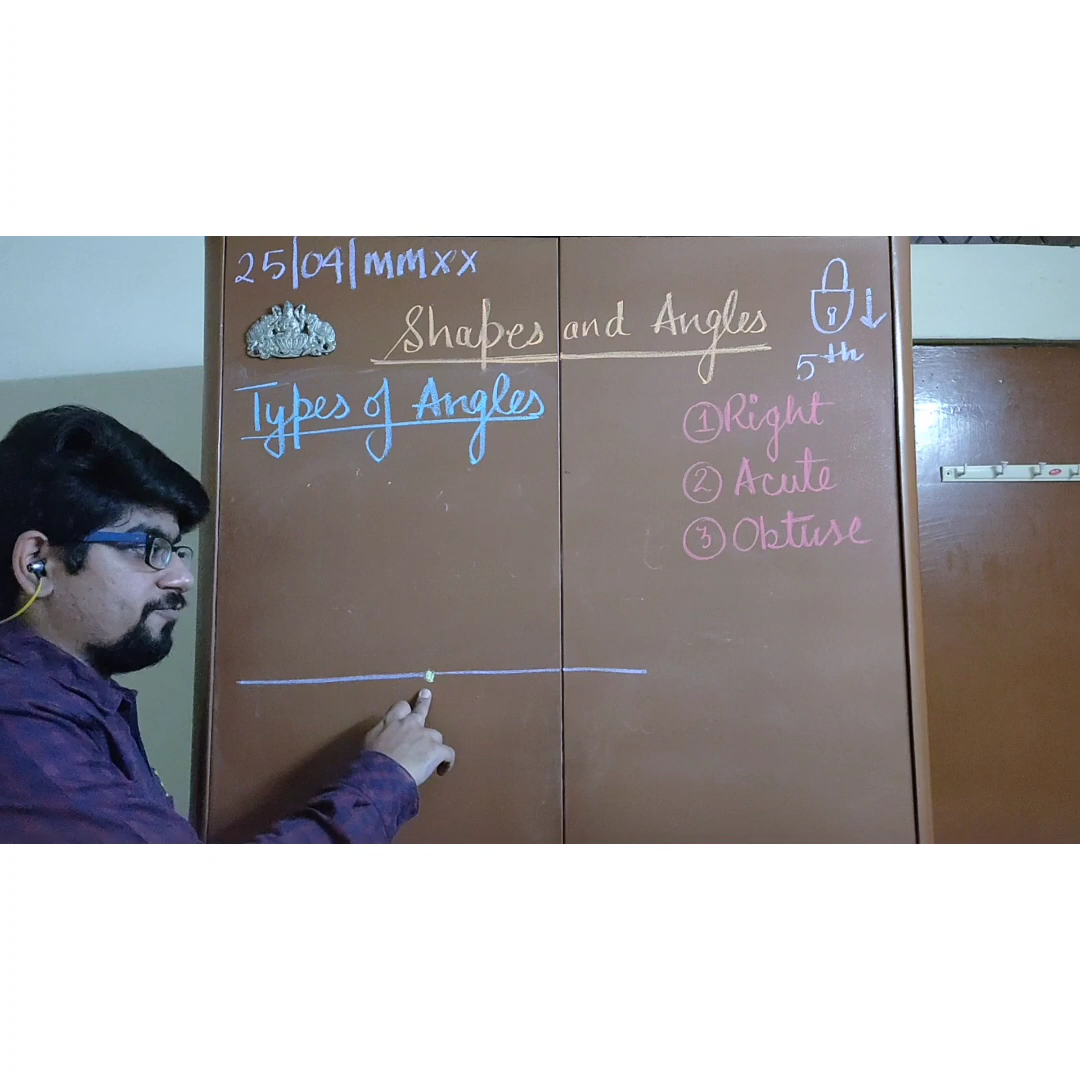 25/04/MMXX
Shapes and Angles
5th
Types of Angles
① Right
② Acute
③ Obtuse